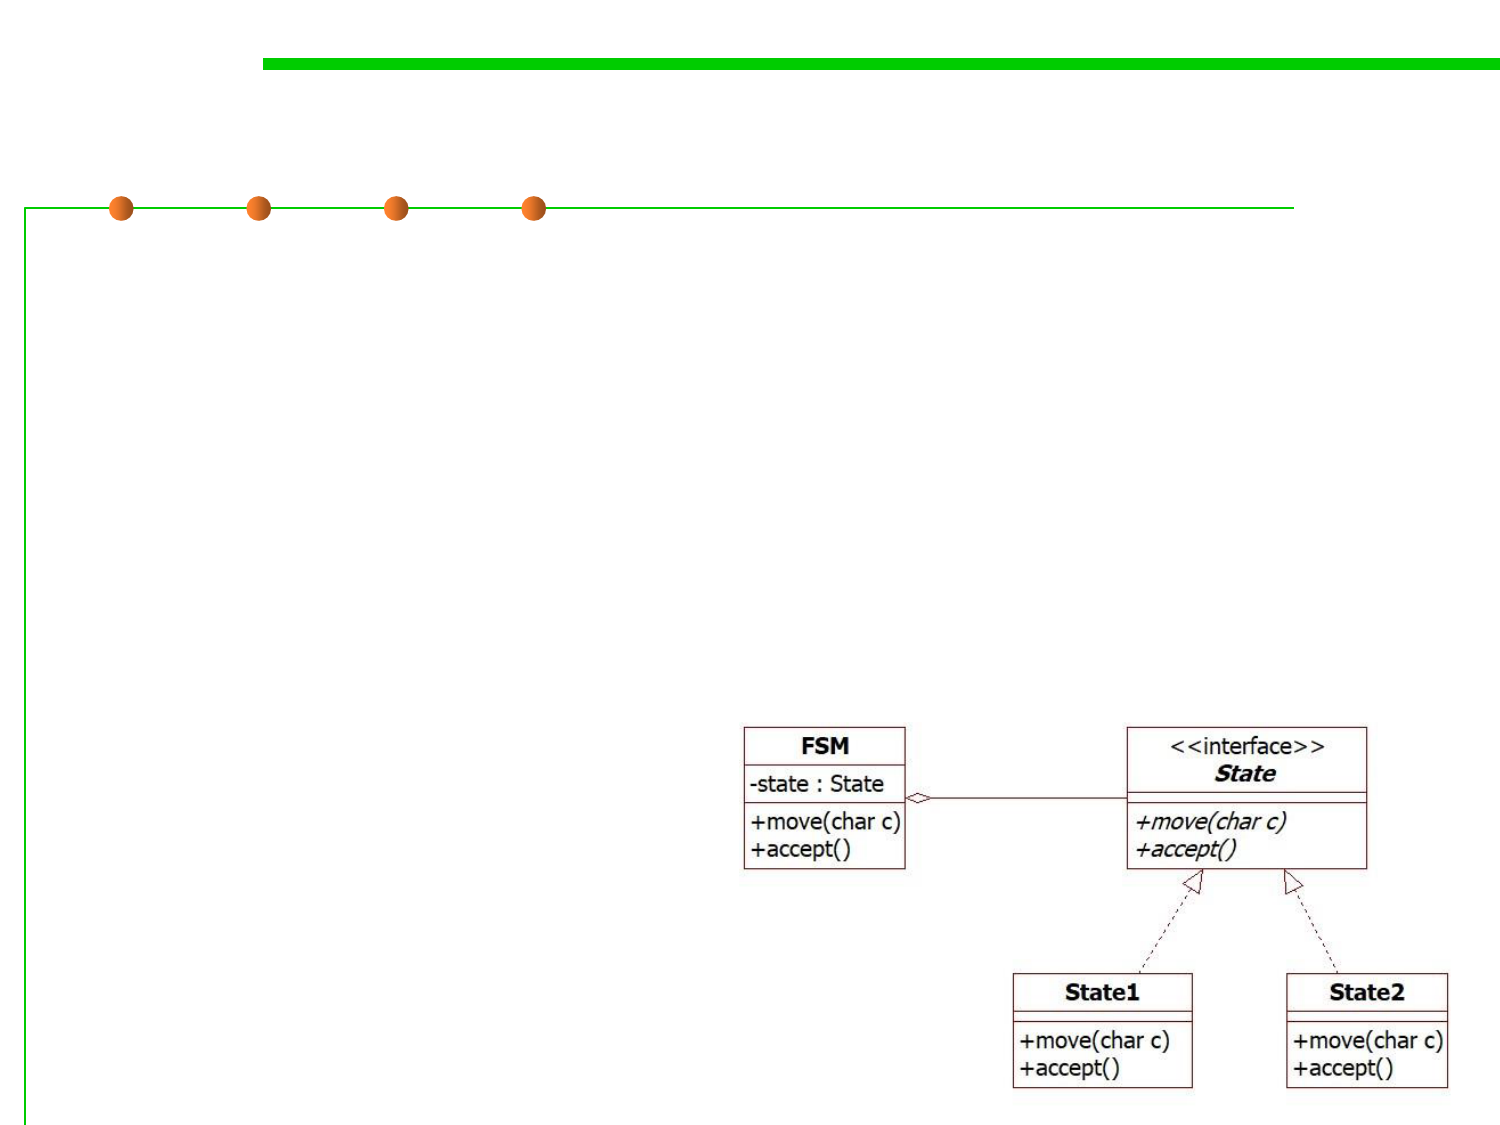 FSM
-state : State
+move(char c)
+accept()
<<interface>>
State
+move(char c)
+accept()
State1
+move(char c)
+accept()
State2
+move(char c)
+accept()